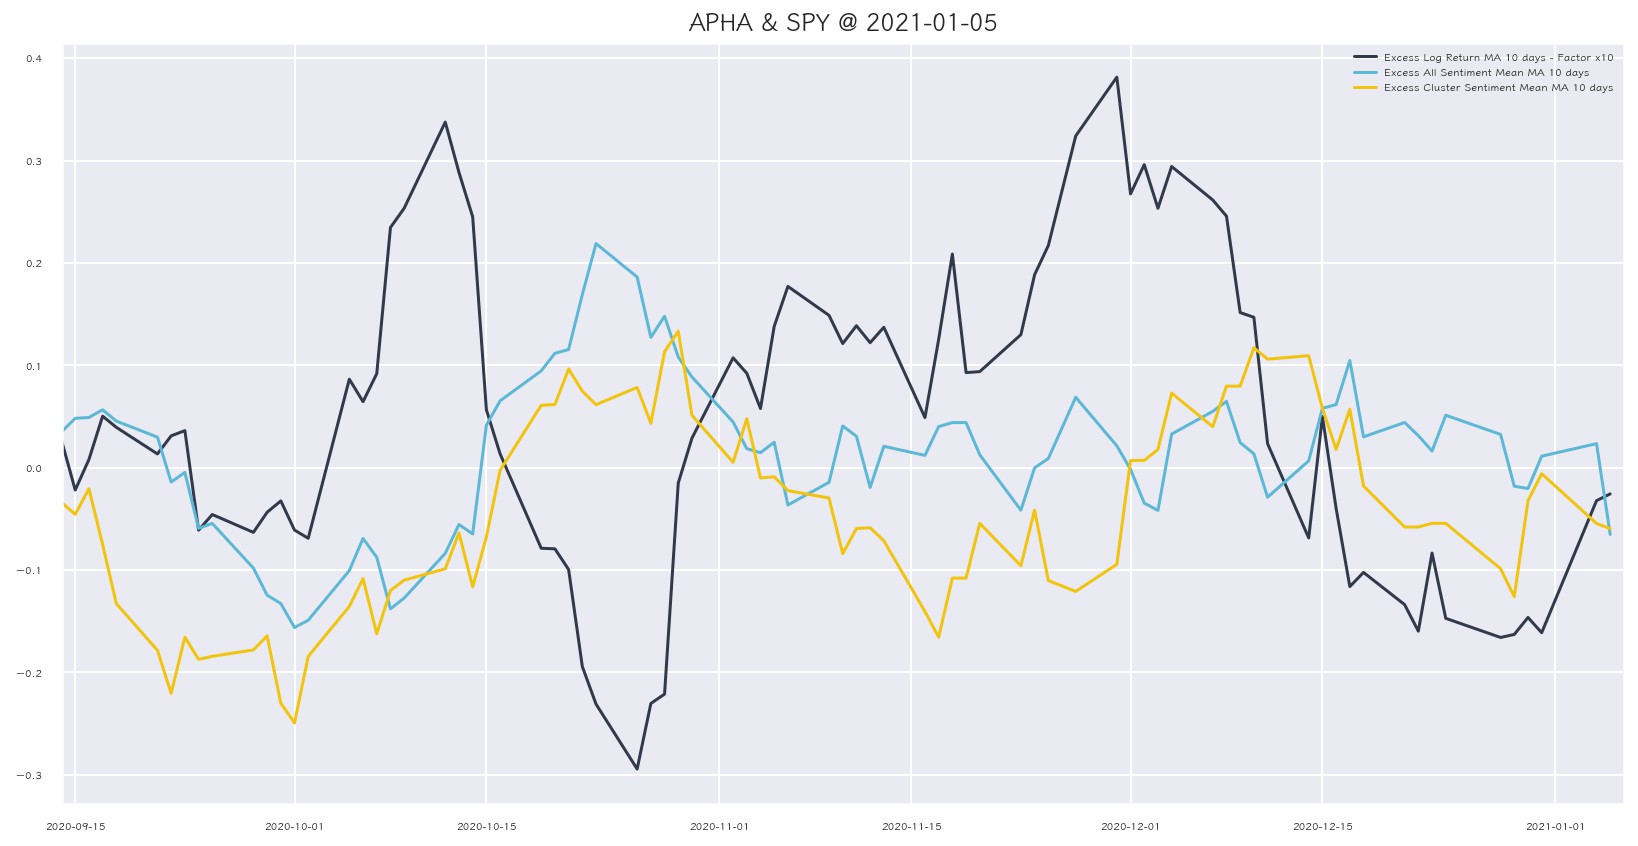 APHA & SPY @ 2021-01-05
Excess Log Return MA 10 days - Factor x10
Excess All Sentiment Mean MA 10 days
Excess Cluster Sentiment Mean MA 10 days
0.4
0.3
0.2
0.1
0.0
−0.1
−0.2
−0.3
2020-09-15 2020-10-01 2020-10-15 2020-11-01 2020-11-15 2020-12-01 2020-12-15 2021-01-01